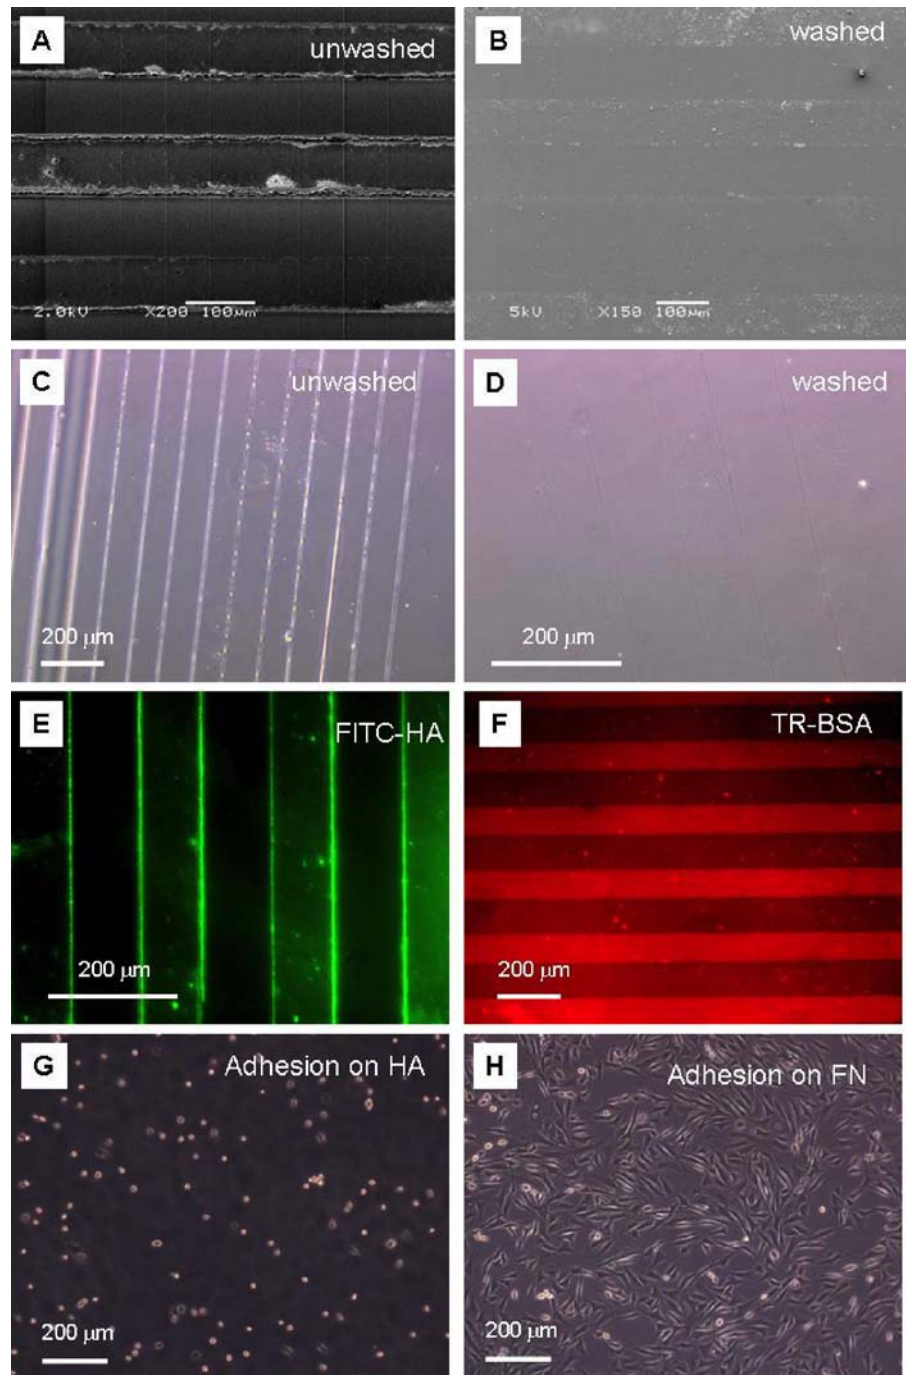 A
unwashed
2.0kV X200 100μm
B
washed
5kV X150 100μm
C
unwashed
200 μm
D
washed
200 μm
E
FITC-HA
200 μm
F
TR-BSA
200 μm
G
Adhesion on HA
200 μm
H
Adhesion on FN
200 μm